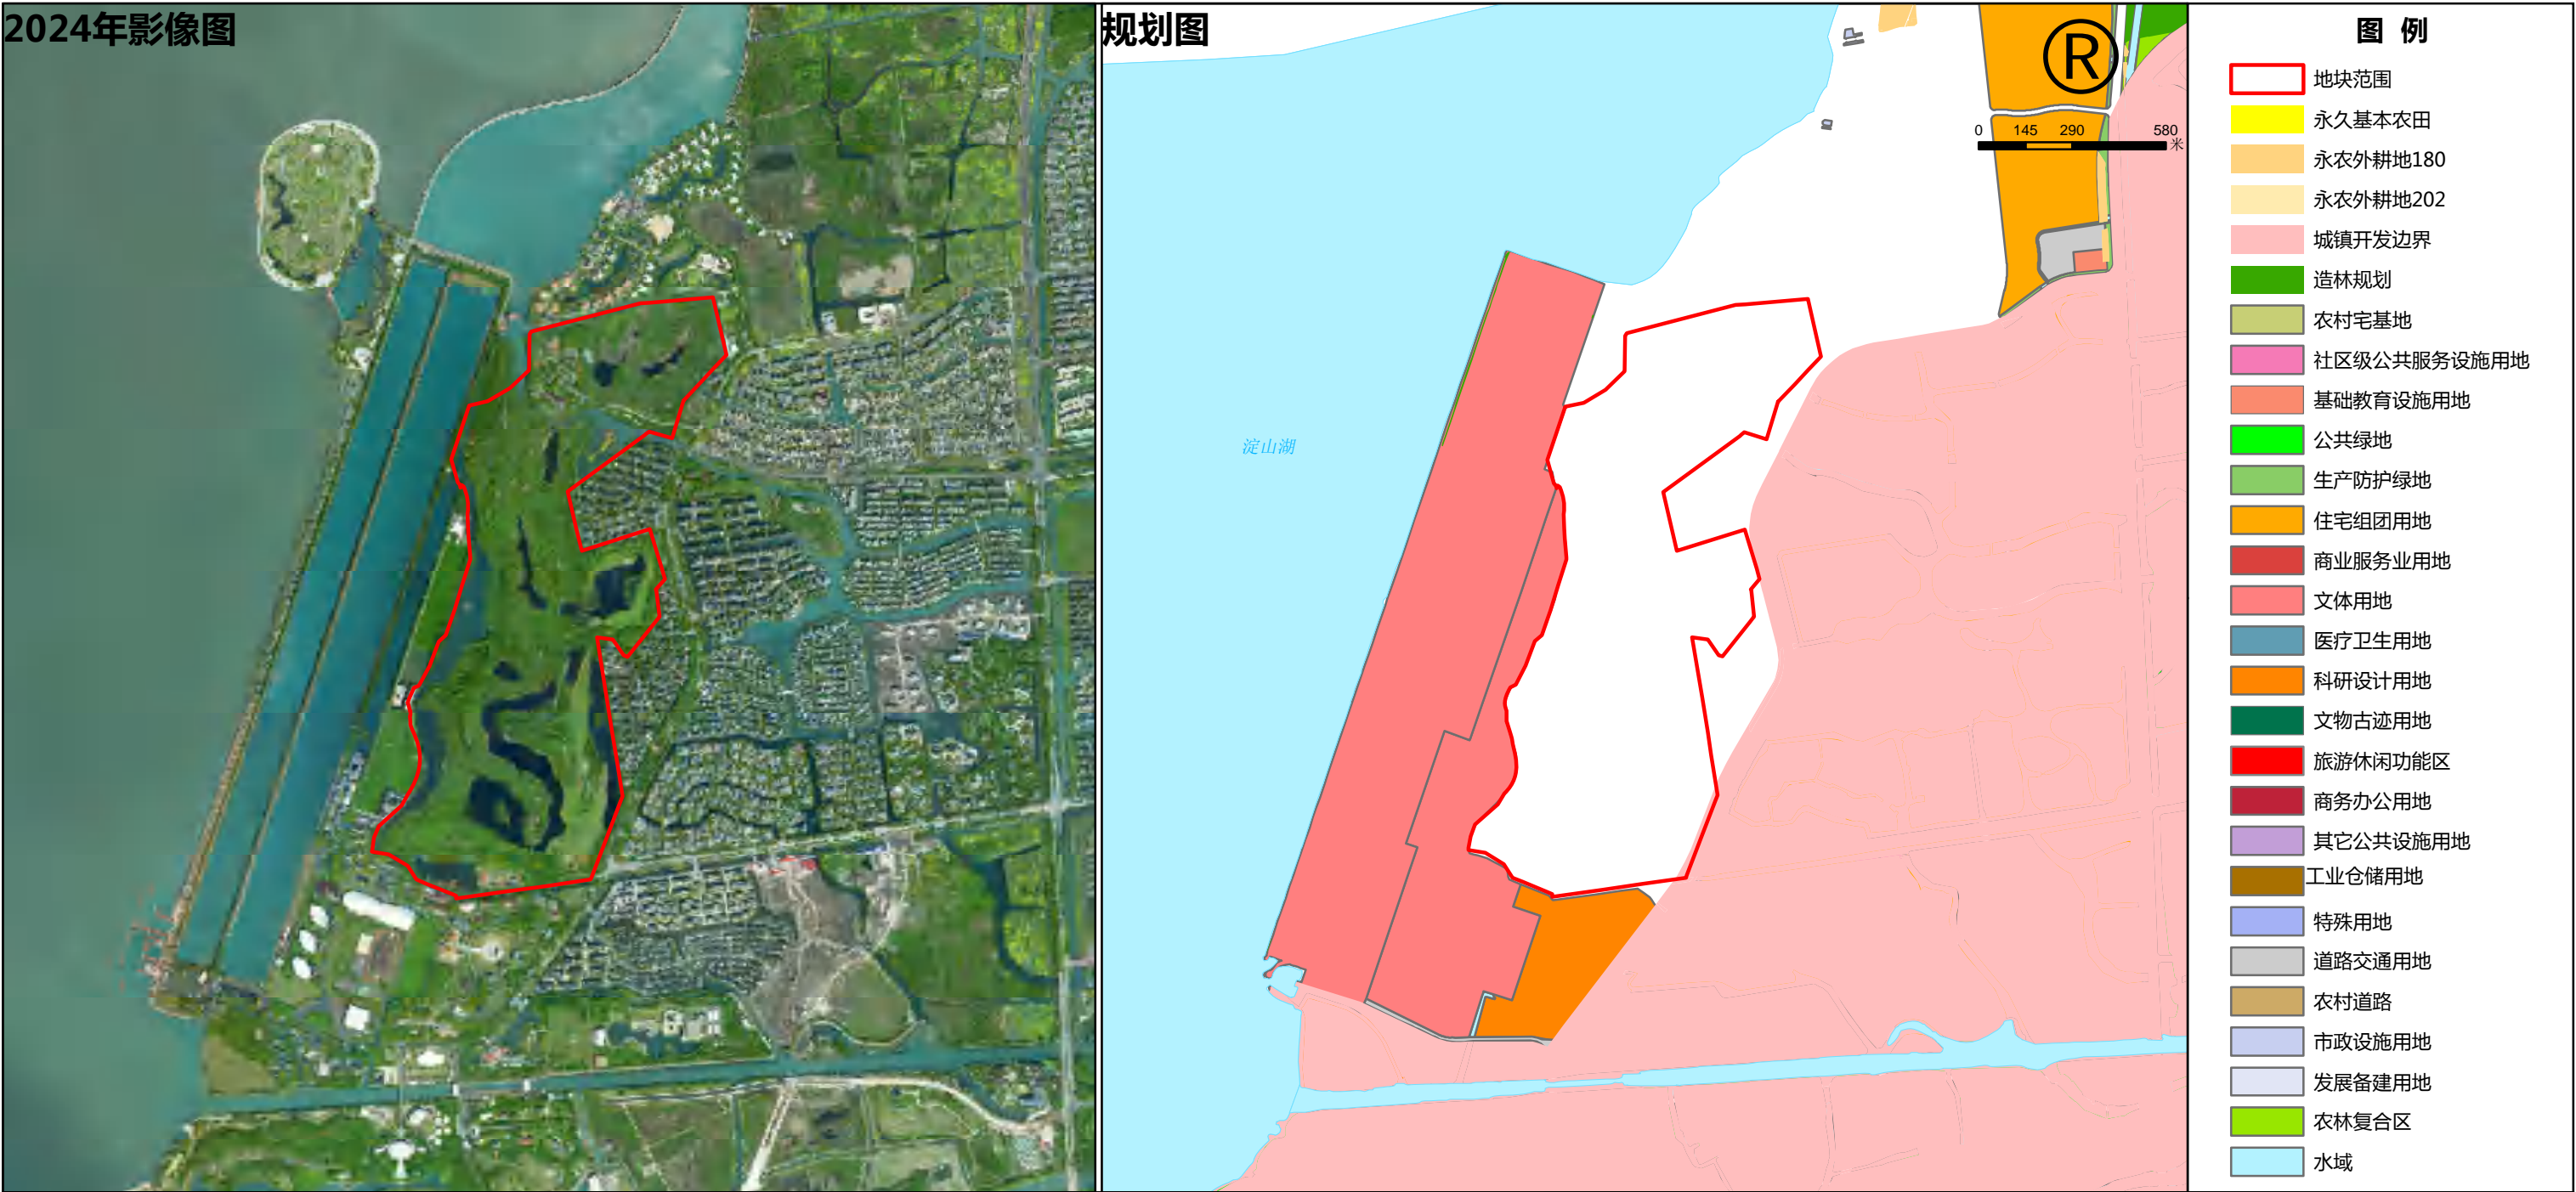 2024年影像图
规划图
®
0 145 290 580
米
淀山湖
图 例
地块范围
永久基本农田
永农外耕地180
永农外耕地202
城镇开发边界
造林规划
农村宅基地
社区级公共服务设施用地
基础教育设施用地
公共绿地
生产防护绿地
住宅组团用地
商业服务业用地
文体用地
医疗卫生用地
科研设计用地
文物古迹用地
旅游休闲功能区
商务办公用地
其它公共设施用地
工业仓储用地
特殊用地
道路交通用地
农村道路
市政设施用地
发展备建用地
农林复合区
水域